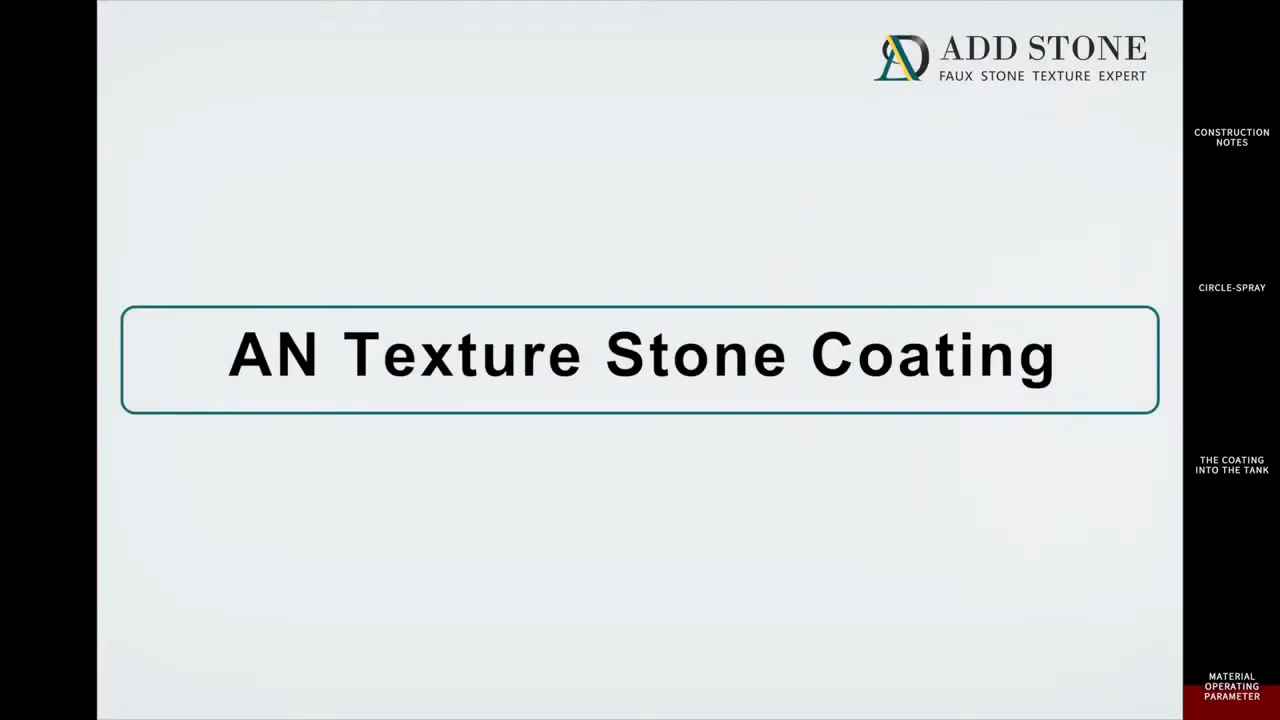 ADD STONE
FAUX STONE TEXTURE EXPERT
CONSTRUCTION
NOTES
CIRCLE-SPRAY
AN Texture Stone Coating
THE COATING
INTO THE TANK
MATERIAL
OPERATING
PARAMETER